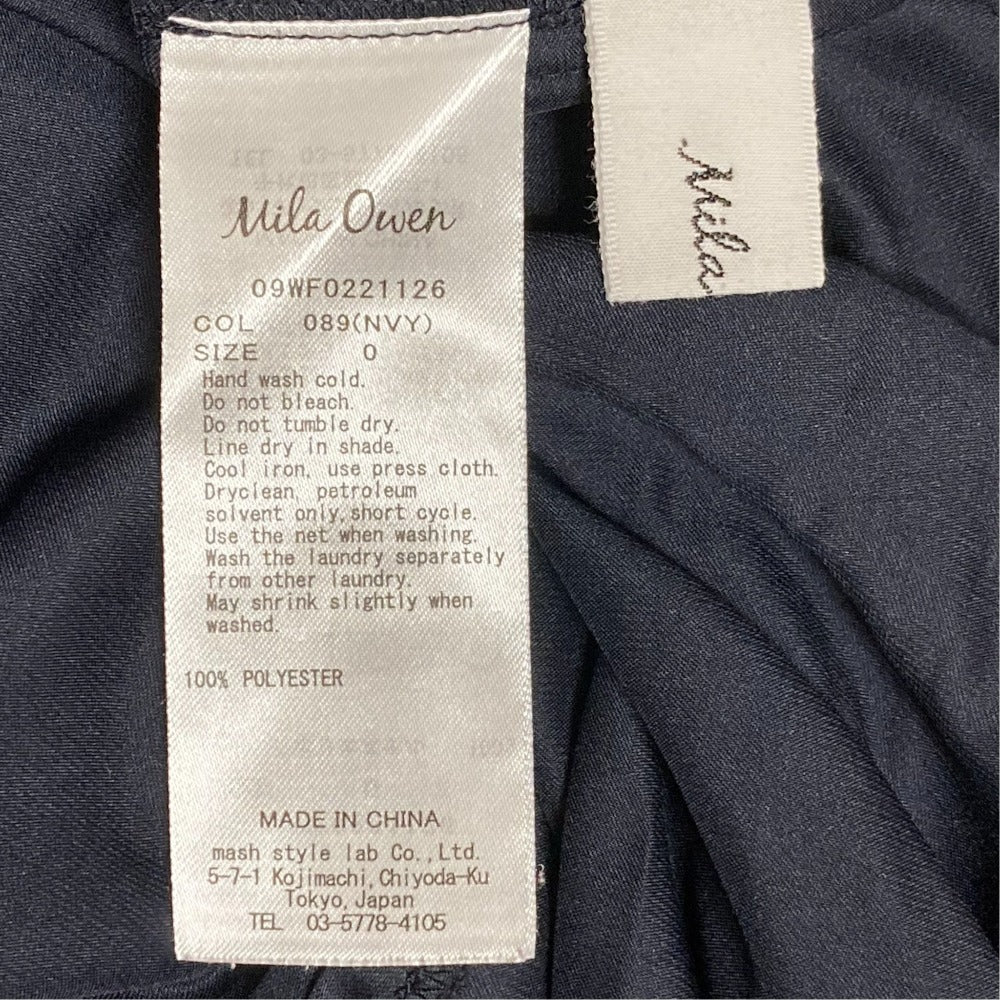 Mila Owen
09WF0221126
COL 089(NVY)
SIZE 0
Hand wash cold.
Do not bleach.
Do not tumble dry.
Line dry in shade.
Cool iron, use press cloth.
Dryclean, petroleum
solvent only,short cycle.
Use the net when washing.
Wash the laundry separately
from other laundry.
May shrink slightly when
washed.
100% POLYESTER
MADE IN CHINA
mash style lab Co.,Ltd.
5-7-1 Kojimachi,Chiyoda-Ku
Tokyo,Japan
TEL 03-5778-4105
Mila